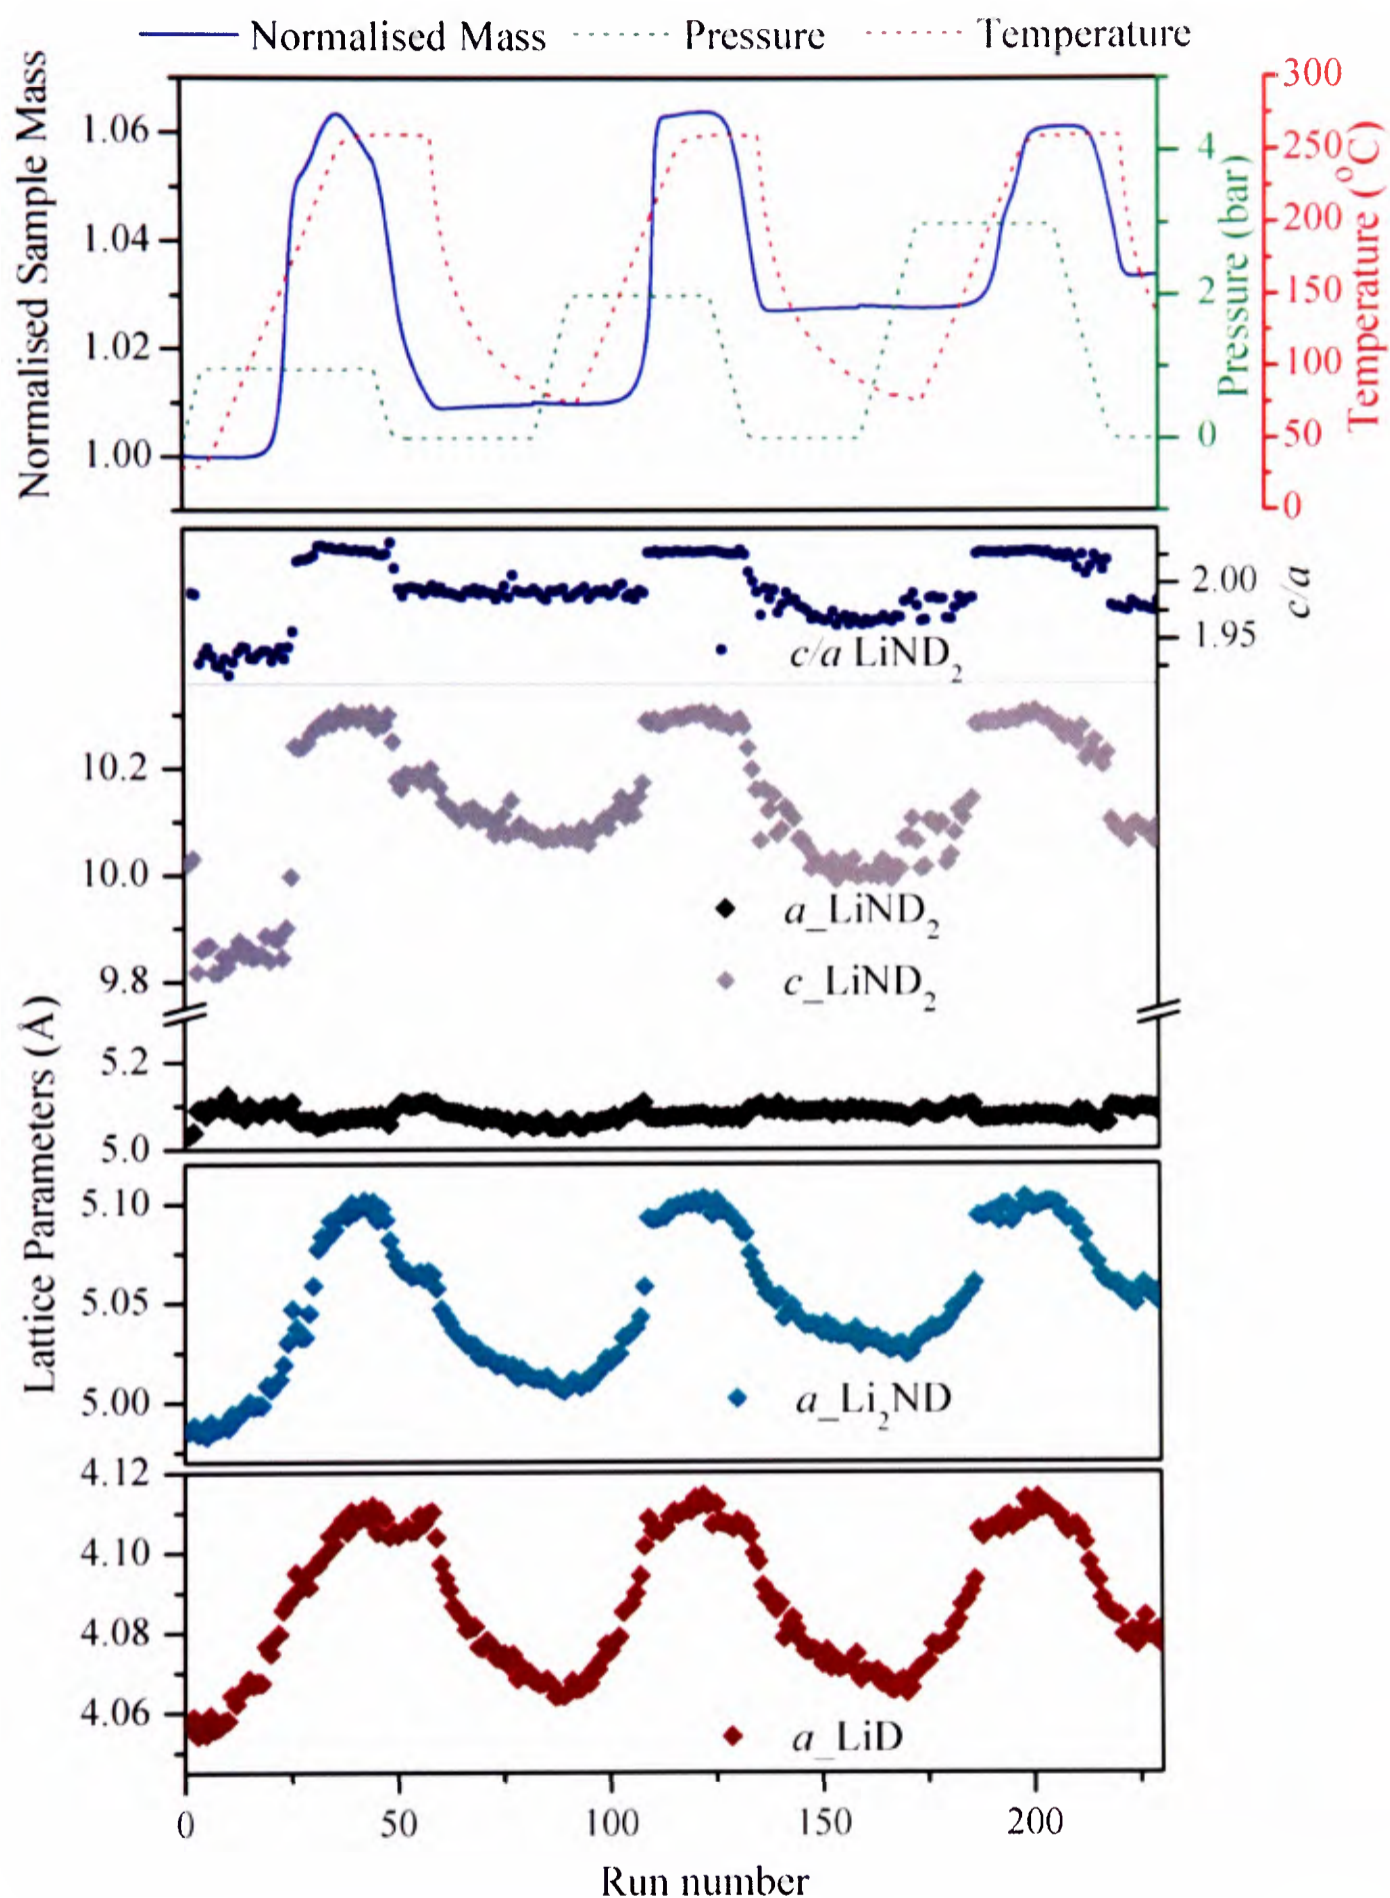 Normalised Mass Pressure Temperature
Normalised Sample Mass
1.06
1.04
1.02
1.00
4
2
0
Pressure (bar)
300
250
200
150
100
50
0
Temperature (°C)
c/a LiND₂
2.00
1.95
c/a
10.2
10.0
9.8
a_LiND₂
c_LiND₂
5.2
5.0
Lattice Parameters (Å)
5.10
5.05
5.00
a_Li₂ND
4.12
4.10
4.08
4.06
a_LiD
0 50 100 150 200
Run number